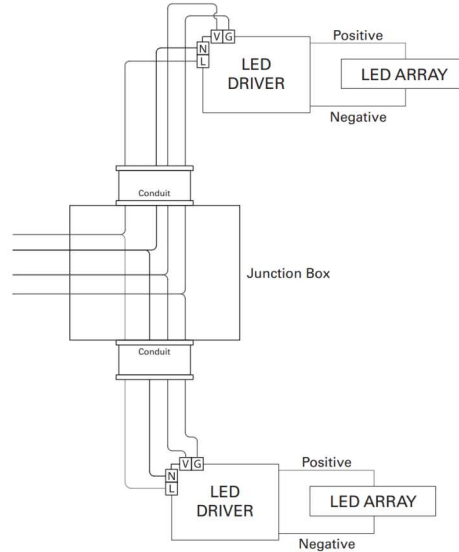 V G
N
L
LED
DRIVER
Positive
LED ARRAY
Negative
Conduit
Junction Box
Conduit
V G
N
L
LED
DRIVER
Positive
LED ARRAY
Negative